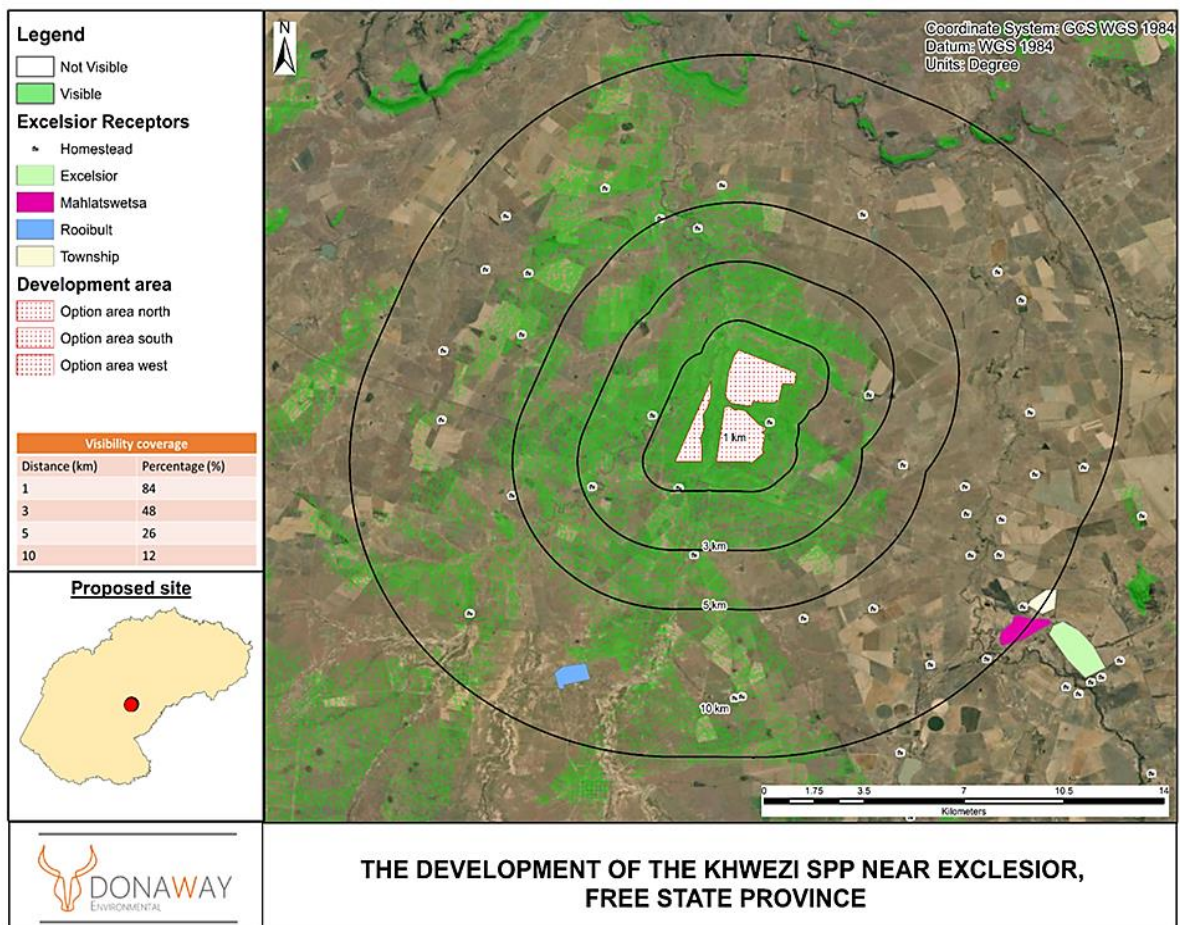 Legend
Not Visible
Visible
Excelsior Receptors
Homestead
Excelsior
Mahlatswetsa
Rooibult
Township
Development area
Option area north
Option area south
Option area west
Visibility coverage
Distance (km) Percentage (%)
1 84
3 48
5 26
10 12
Proposed site
N
Coordinate System: GCS WGS 1984
Datum: WGS 1984
Units: Degree
1 km
3 km
5 km
10 km
0 1.75 3.5 7 10.5 14
Kilometers
DONAWAY
ENVIRONMENTAL
THE DEVELOPMENT OF THE KHWEZI SPP NEAR EXCLESIOR,
FREE STATE PROVINCE